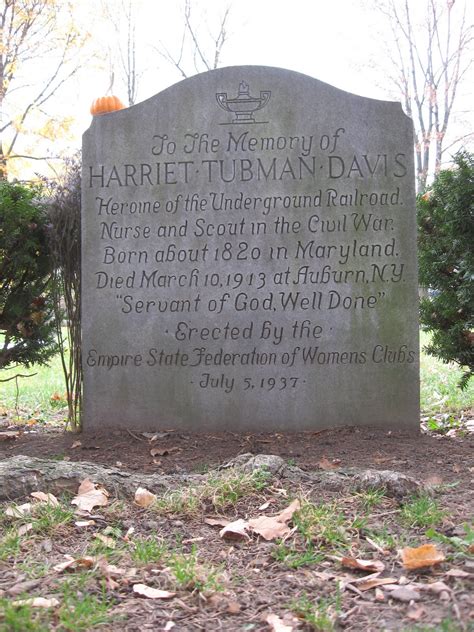 To The Memory of
HARRIET·TUBMAN·DAVIS
Heroine of the Underground Railroad.
Nurse and Scout in the Civil War.
Born about 1820 in Maryland.
Died March 10, 1913 at Auburn, N.Y.
"Servant of God, Well Done"
· Erected by the ·
Empire State Federation of Womens Clubs
· July 5, 1937 ·